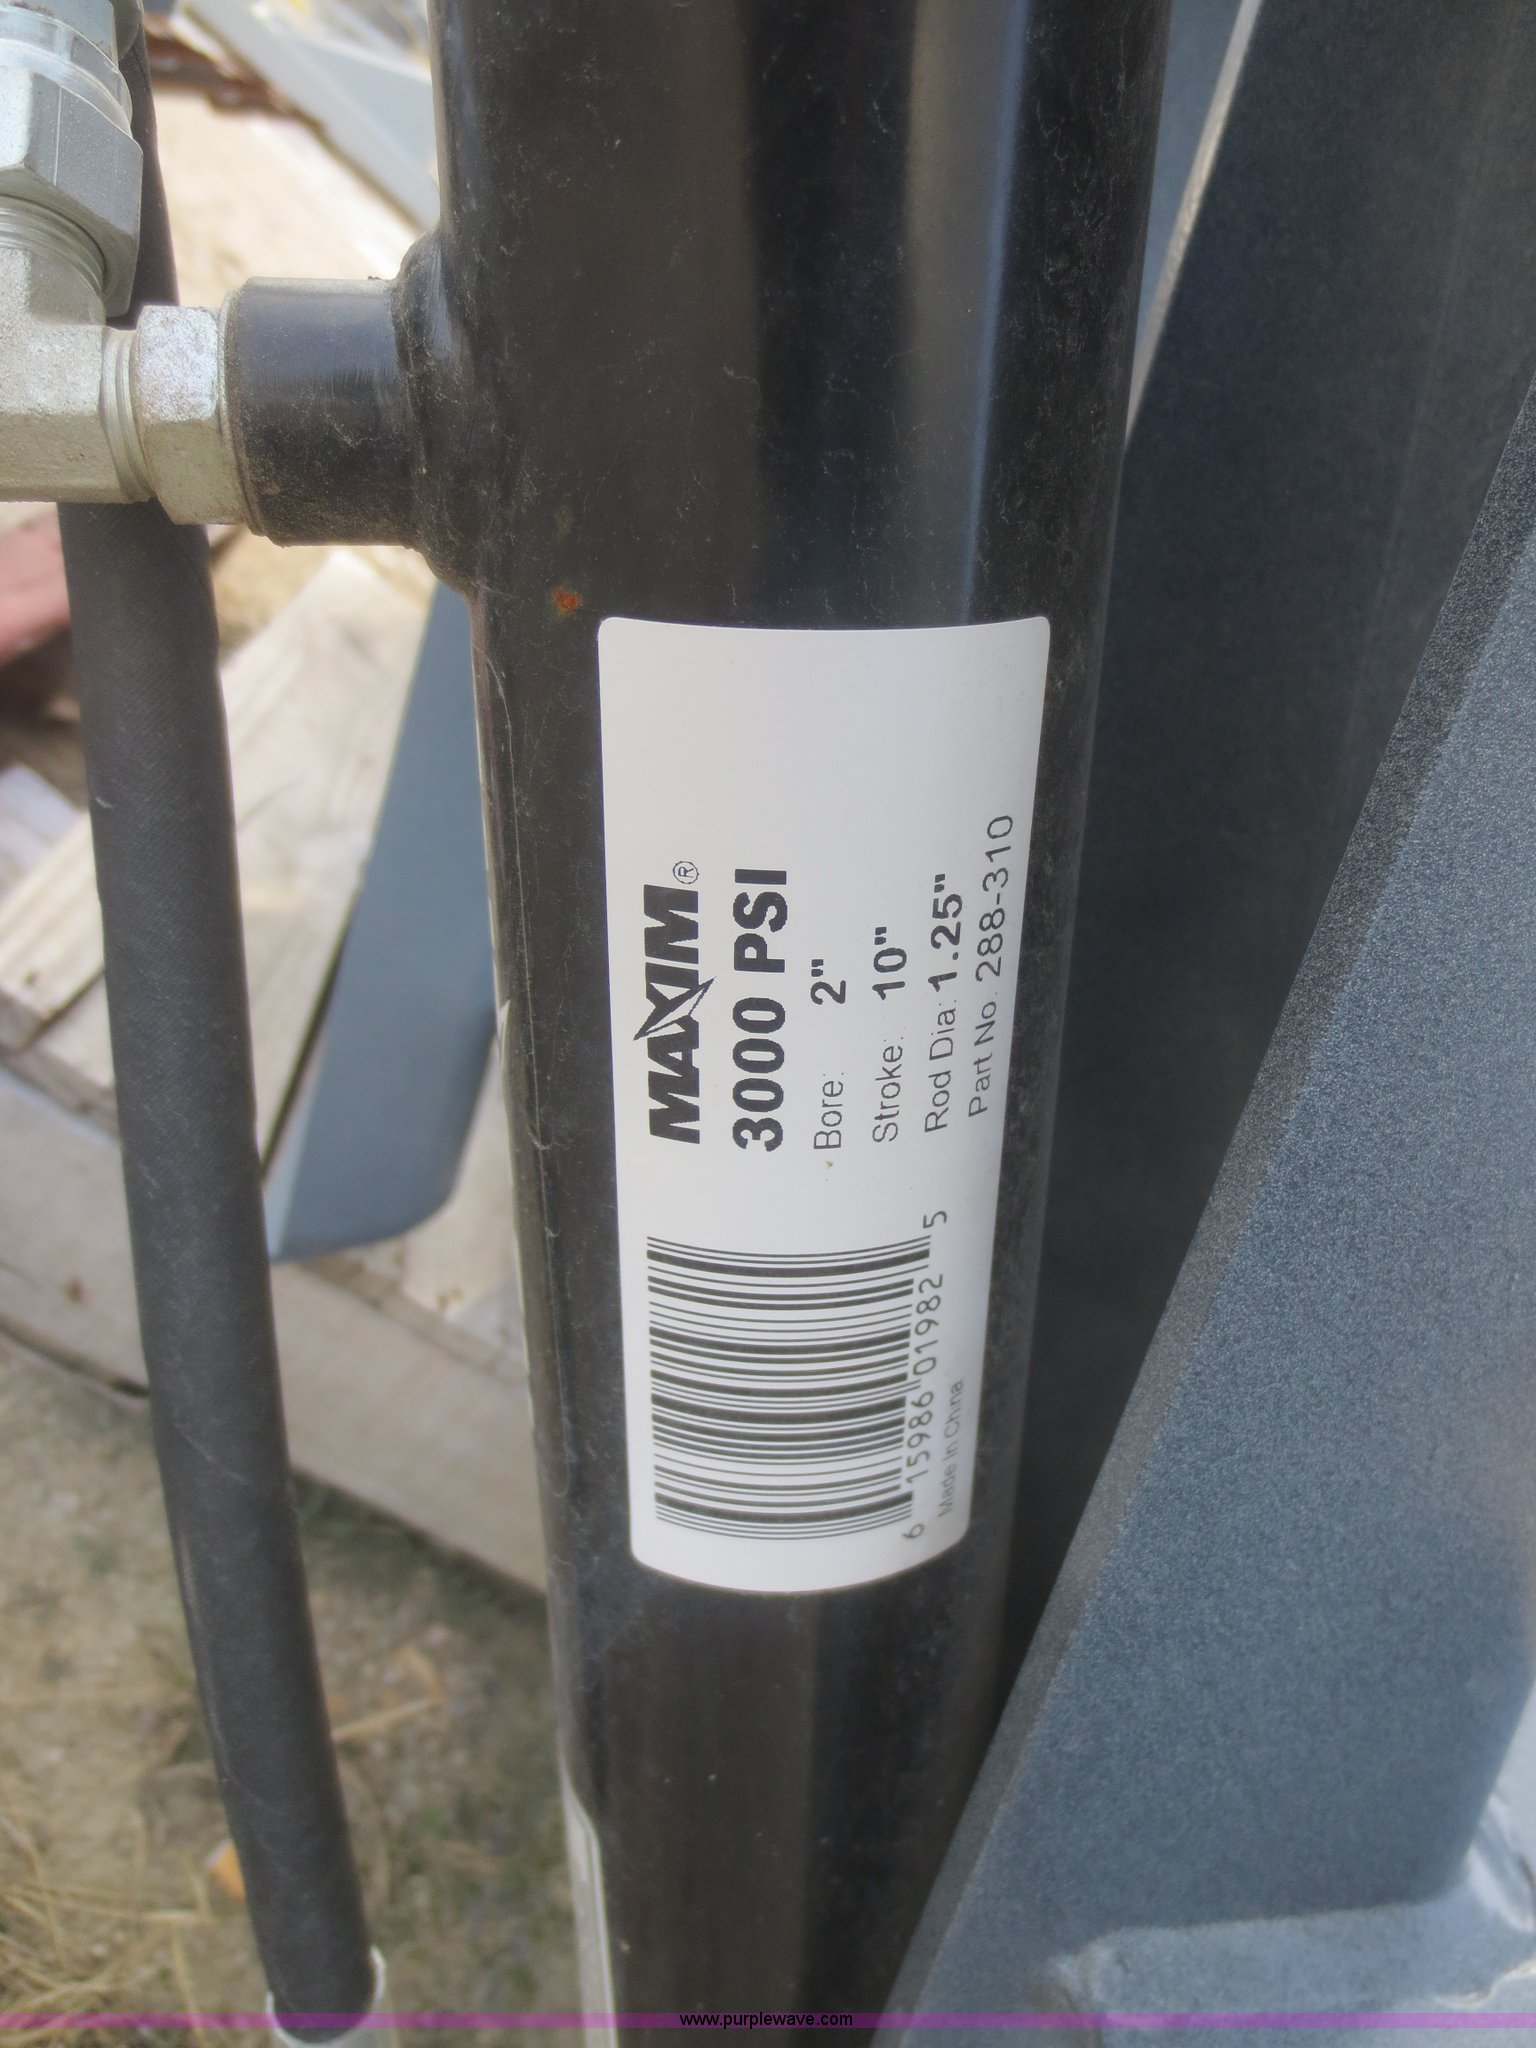 MAXIM®
3000 PSI
Bore: 2"
Stroke: 10"
Rod Dia: 1.25"
Part No: 288-310
6 15986 01982 5
Made In China
www.purplewave.com